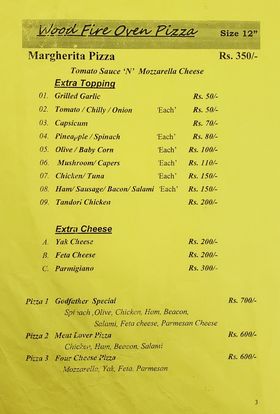 Wood Fire Oven Pizza Size 12"
Margherita Pizza Rs. 350/-
Tomato Sauce 'N' Mozzarella Cheese
Extra Topping
01. Grilled Garlic Rs. 50/-
02. Tomato / Chilly / Onion 'Each' Rs. 50/-
03. Capsicum Rs. 70/-
04. Pineapple / Spinach 'Each' Rs. 80/-
05. Olive/ Baby Corn 'Each' Rs. 100/-
06. Mushroom/ Capers 'Each' Rs. 110/-
07. Chicken/ Tuna 'Each' Rs. 150/-
08. Ham/ Sausage/ Bacon/ Salami 'Each' Rs. 150/-
09. Tandori Chicken Rs. 200/-
Extra Cheese
A. Yak Cheese Rs. 200/-
B. Feta Cheese Rs. 200/-
C. Parmigiano Rs. 300/-
Pizza 1 Godfather Special Rs. 700/-
Spinach ,Olive, Chicken, Ham, Beacon,
Salami, Feta cheese, Parmesan Cheese
Pizza 2 Meat Lover Pizza Rs. 600/-
Chicken, Ham, Beacon, Salami
Pizza 3 Four Cheese Pizza Rs. 600/-
Mozzarella, Yak, Feta, Parmesan
3